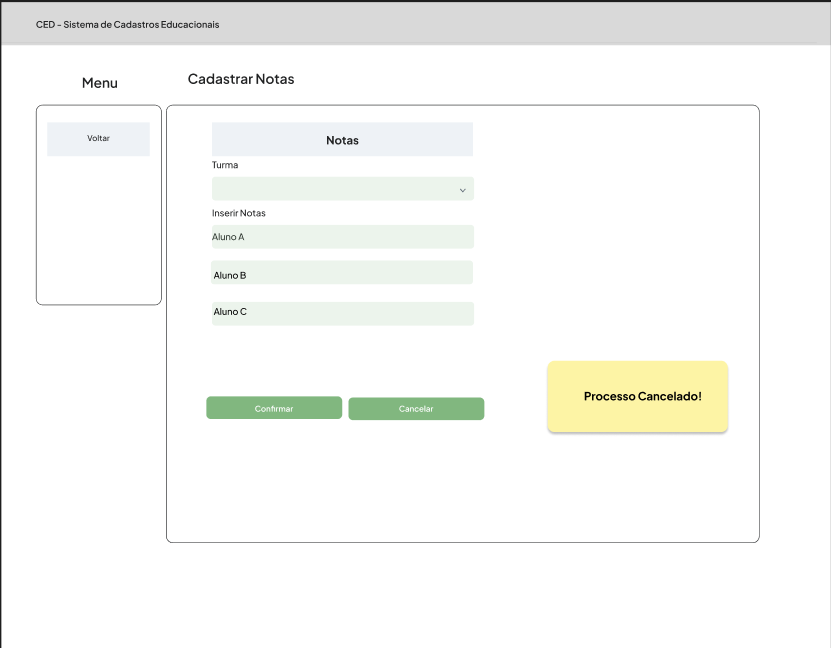 CED - Sistema de Cadastros Educacionais
Menu
Cadastrar Notas
Voltar
Notas
Turma
Inserir Notas
Aluno A
Aluno B
Aluno C
Confirmar
Cancelar
Processo Cancelado!